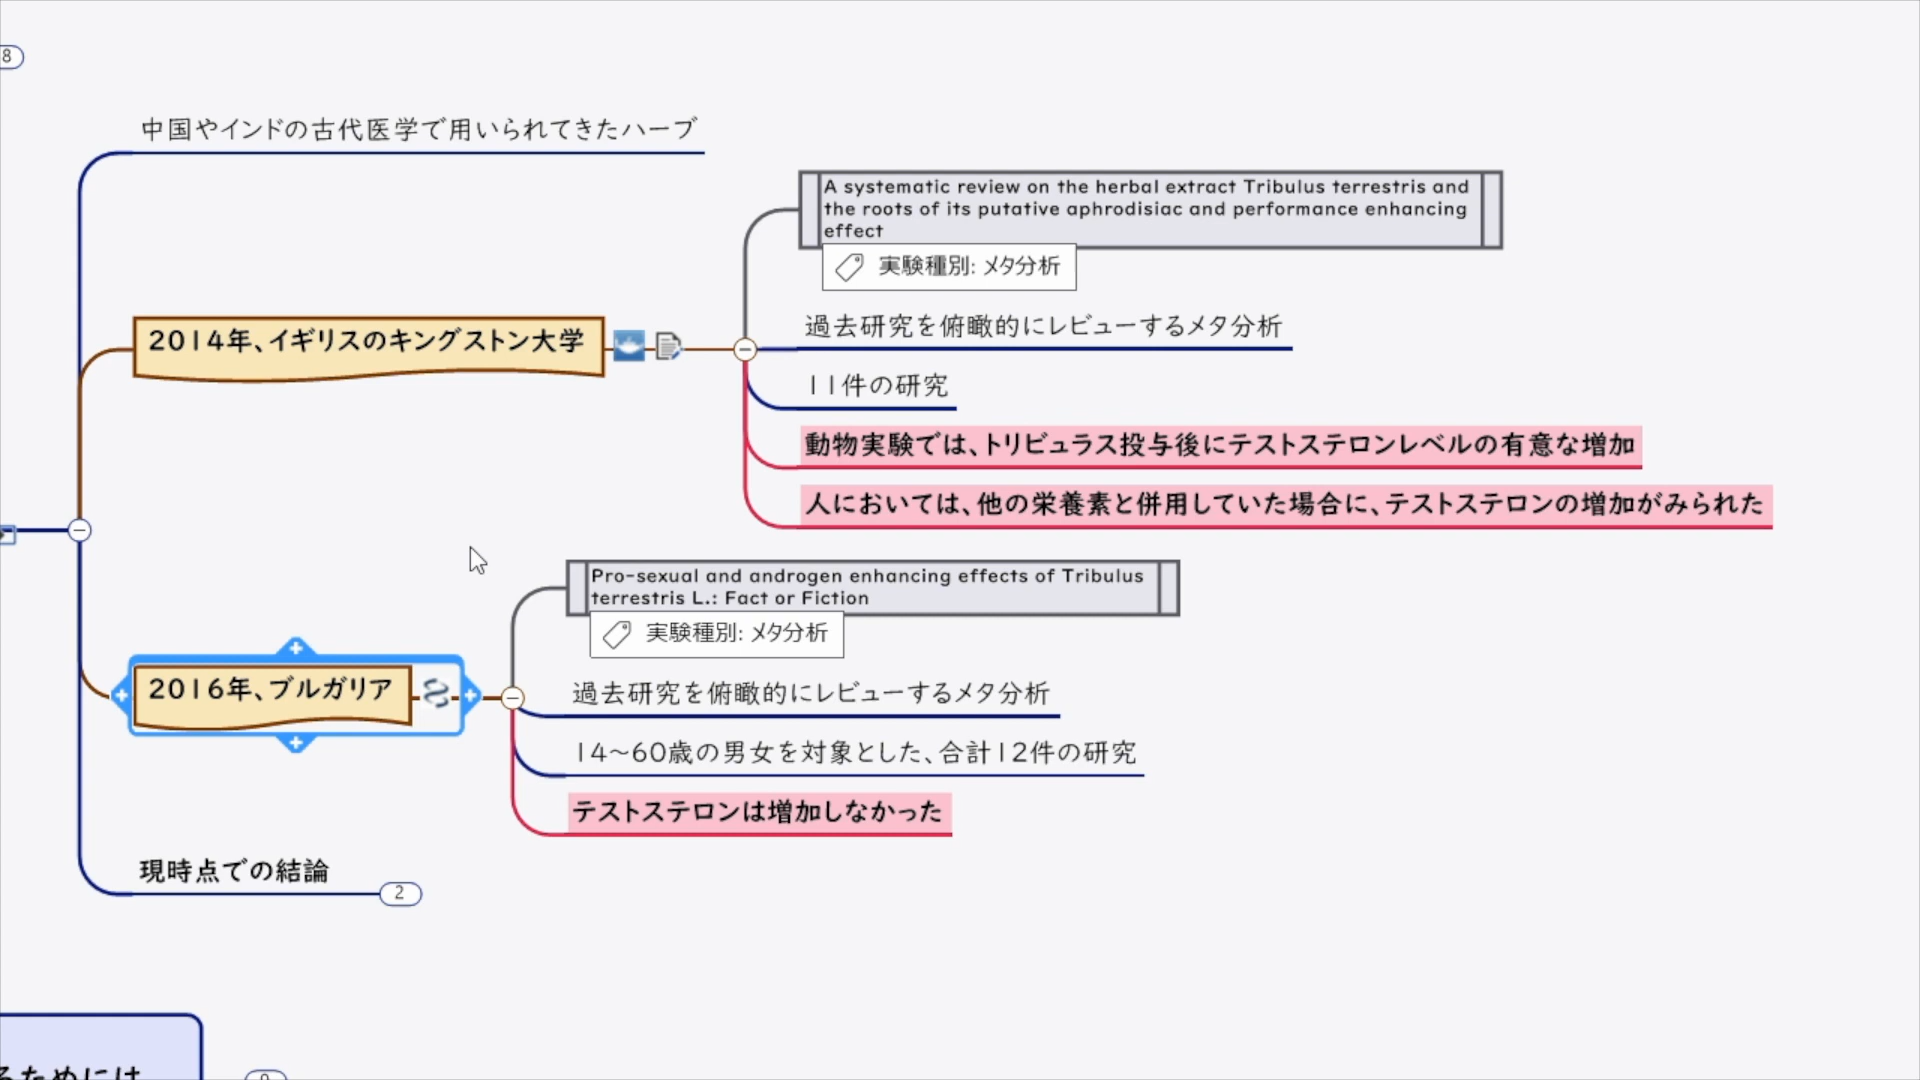 8
中国やインドの古代医学で用いられてきたハーブ
A systematic review on the herbal extract Tribulus terrestris and
the roots of its putative aphrodisiac and performance enhancing
effect
実験種別: メタ分析
2014年、イギリスのキングストン大学
過去研究を俯瞰的にレビューするメタ分析
11件の研究
動物実験では、トリビュラス投与後にテストステロンレベルの有意な増加
人においては、他の栄養素と併用していた場合に、テストステロンの増加がみられた
Pro-sexual and androgen enhancing effects of Tribulus
terrestris L.: Fact or Fiction
実験種別: メタ分析
2016年、ブルガリア
過去研究を俯瞰的にレビューするメタ分析
14～60歳の男女を対象とした、合計12件の研究
テストステロンは増加しなかった
現時点での結論
2
るためには